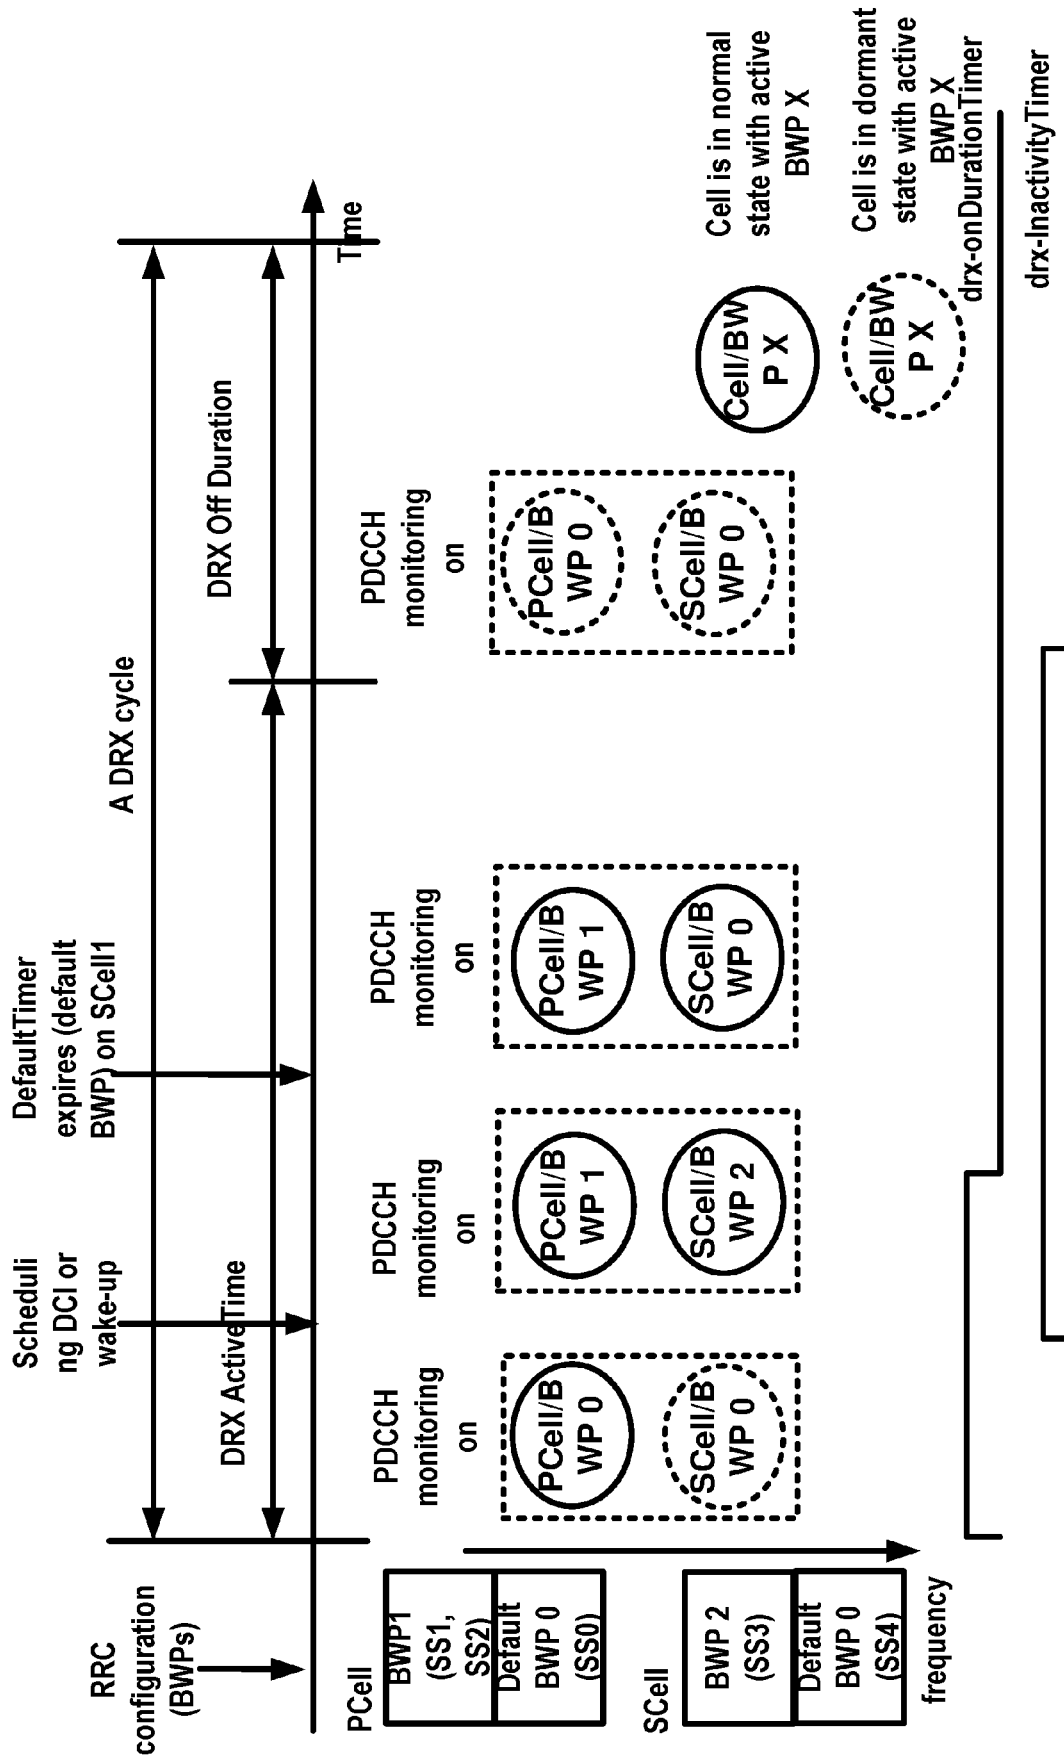 RRC
configuration
(BWPs)
Scheduli
ng DCI or
wake-up
DefaultTimer
expires (default
BWP) on SCell1
A DRX cycle
DRX ActiveTime
DRX Off Duration
Time
PCell
BWP1
(SS1,
SS2)
Default
BWP 0
(SS0)
SCell
BWP 2
(SS3)
Default
BWP 0
(SS4)
frequency
PDCCH
monitoring
on
PCell/B
WP 0
SCell/B
WP 0
PDCCH
monitoring
on
PCell/B
WP 1
SCell/B
WP 2
PDCCH
monitoring
on
PCell/B
WP 1
SCell/B
WP 0
PDCCH
monitoring
on
PCell/B
WP 0
SCell/B
WP 0
Cell/BW
P X
Cell is in normal
state with active
BWP X
Cell/BW
P X
Cell is in dormant
state with active
BWP X
drx-onDurationTimer
drx-InactivityTimer